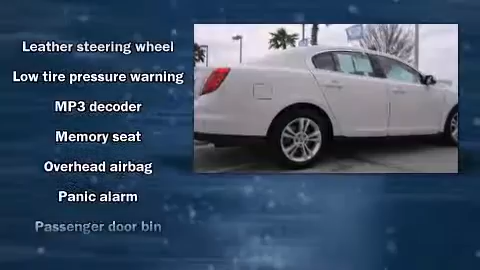 Leather steering wheel
Low tire pressure warning
MP3 decoder
Memory seat
Overhead airbag
Panic alarm
Passenger door bin